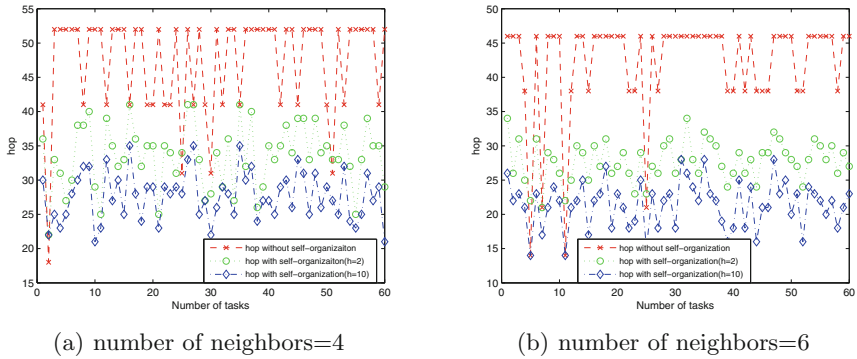 55
50
45
40
35
30
25
20
15
hop
0 10 20 30 40 50 60
Number of tasks
hop without self-organizaiton
hop with self-organizaiton(h=2)
hop with self-organization(h=10)
(a) number of neighbors=4
50
45
40
35
30
25
20
15
10
hop
0 10 20 30 40 50 60
Number of tasks
hop without self-organization
hop with self-organization(h=2)
hop with self-organization(h=10)
(b) number of neighbors=6